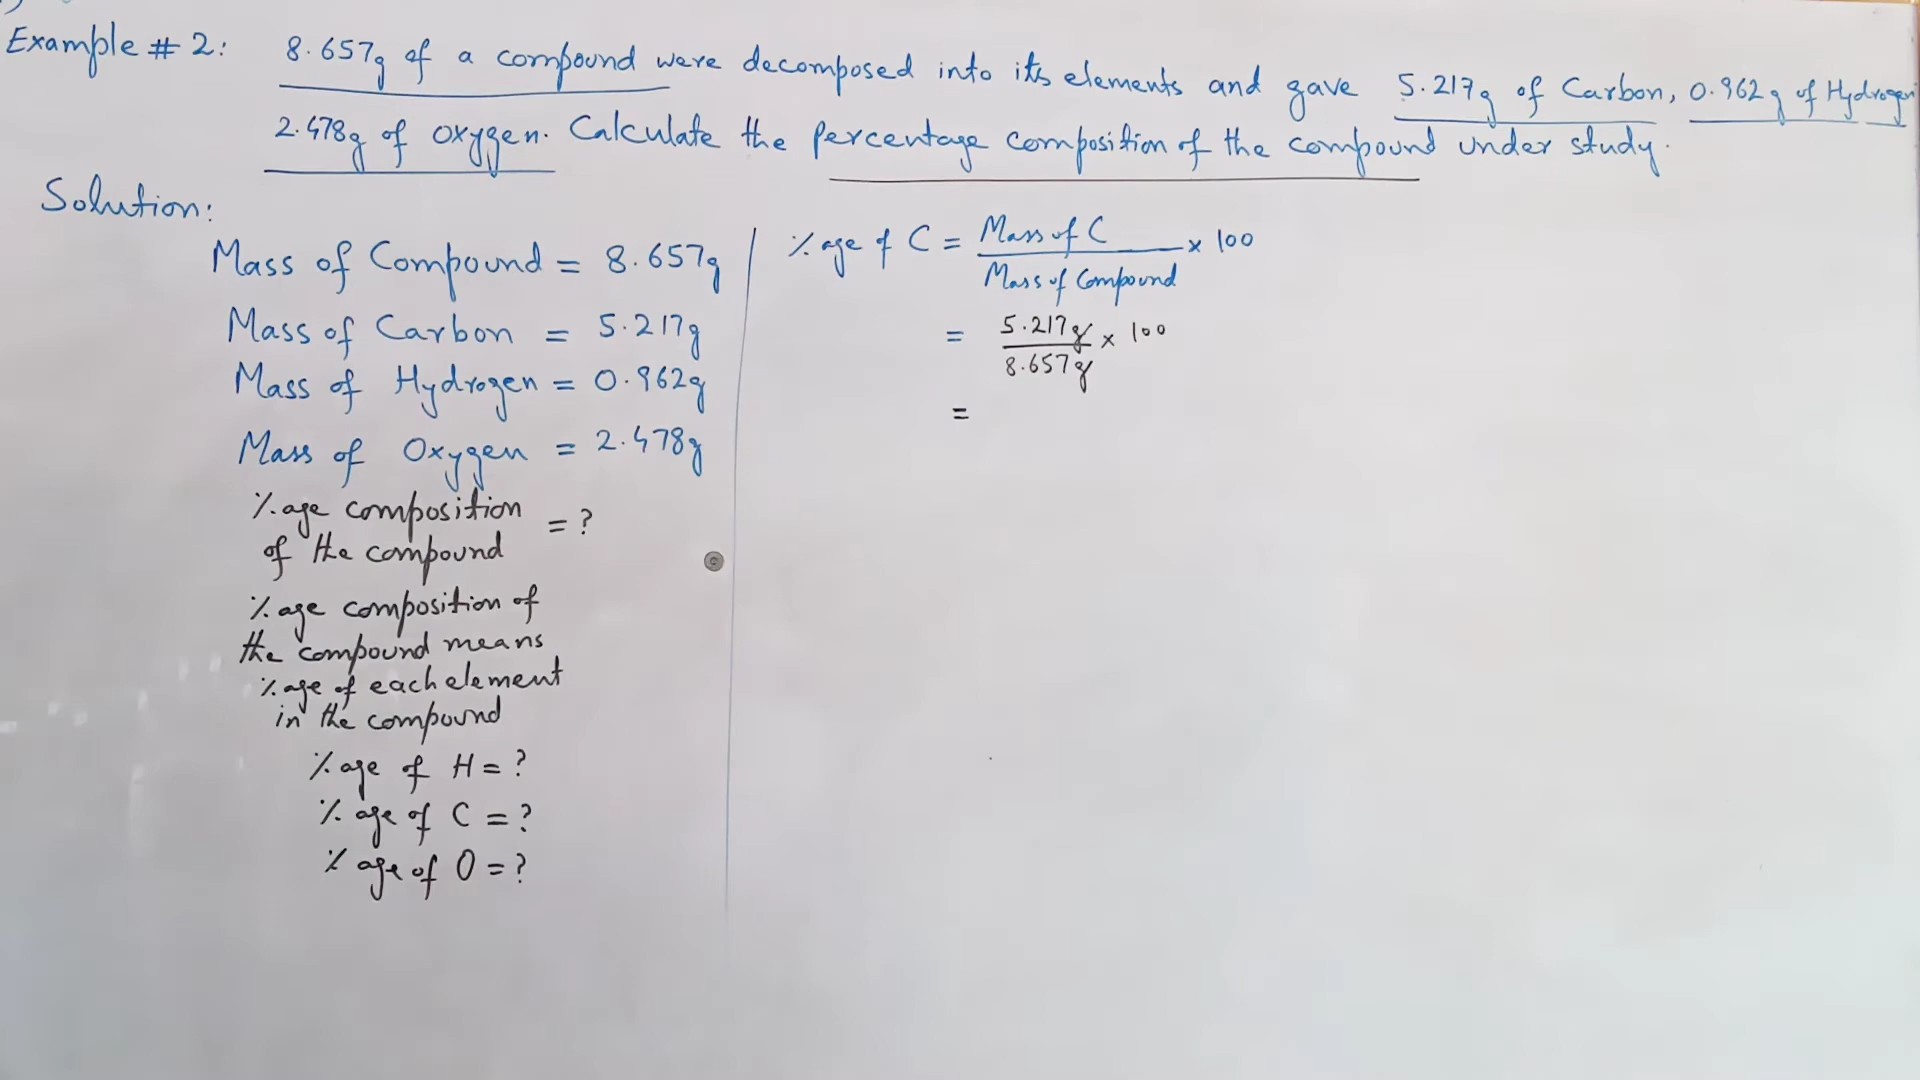 Example # 2: 8.657g of a compound were decomposed into its elements and gave 5.217g of Carbon, 0.962g of Hydrogen
2.478g of oxygen. Calculate the percentage composition of the compound under study.
Solution:
Mass of Compound = 8.657g
Mass of Carbon = 5.217g
Mass of Hydrogen = 0.962g
Mass of Oxygen = 2.478g
%age composition = ?
of the compound
%age composition of
the compound means
%age of each element
in the compound
%age of H = ?
%age of C = ?
%age of O = ?
%age of C = Mass of C × 100
Mass of Compound
= 5.217g × 100
8.657g
=